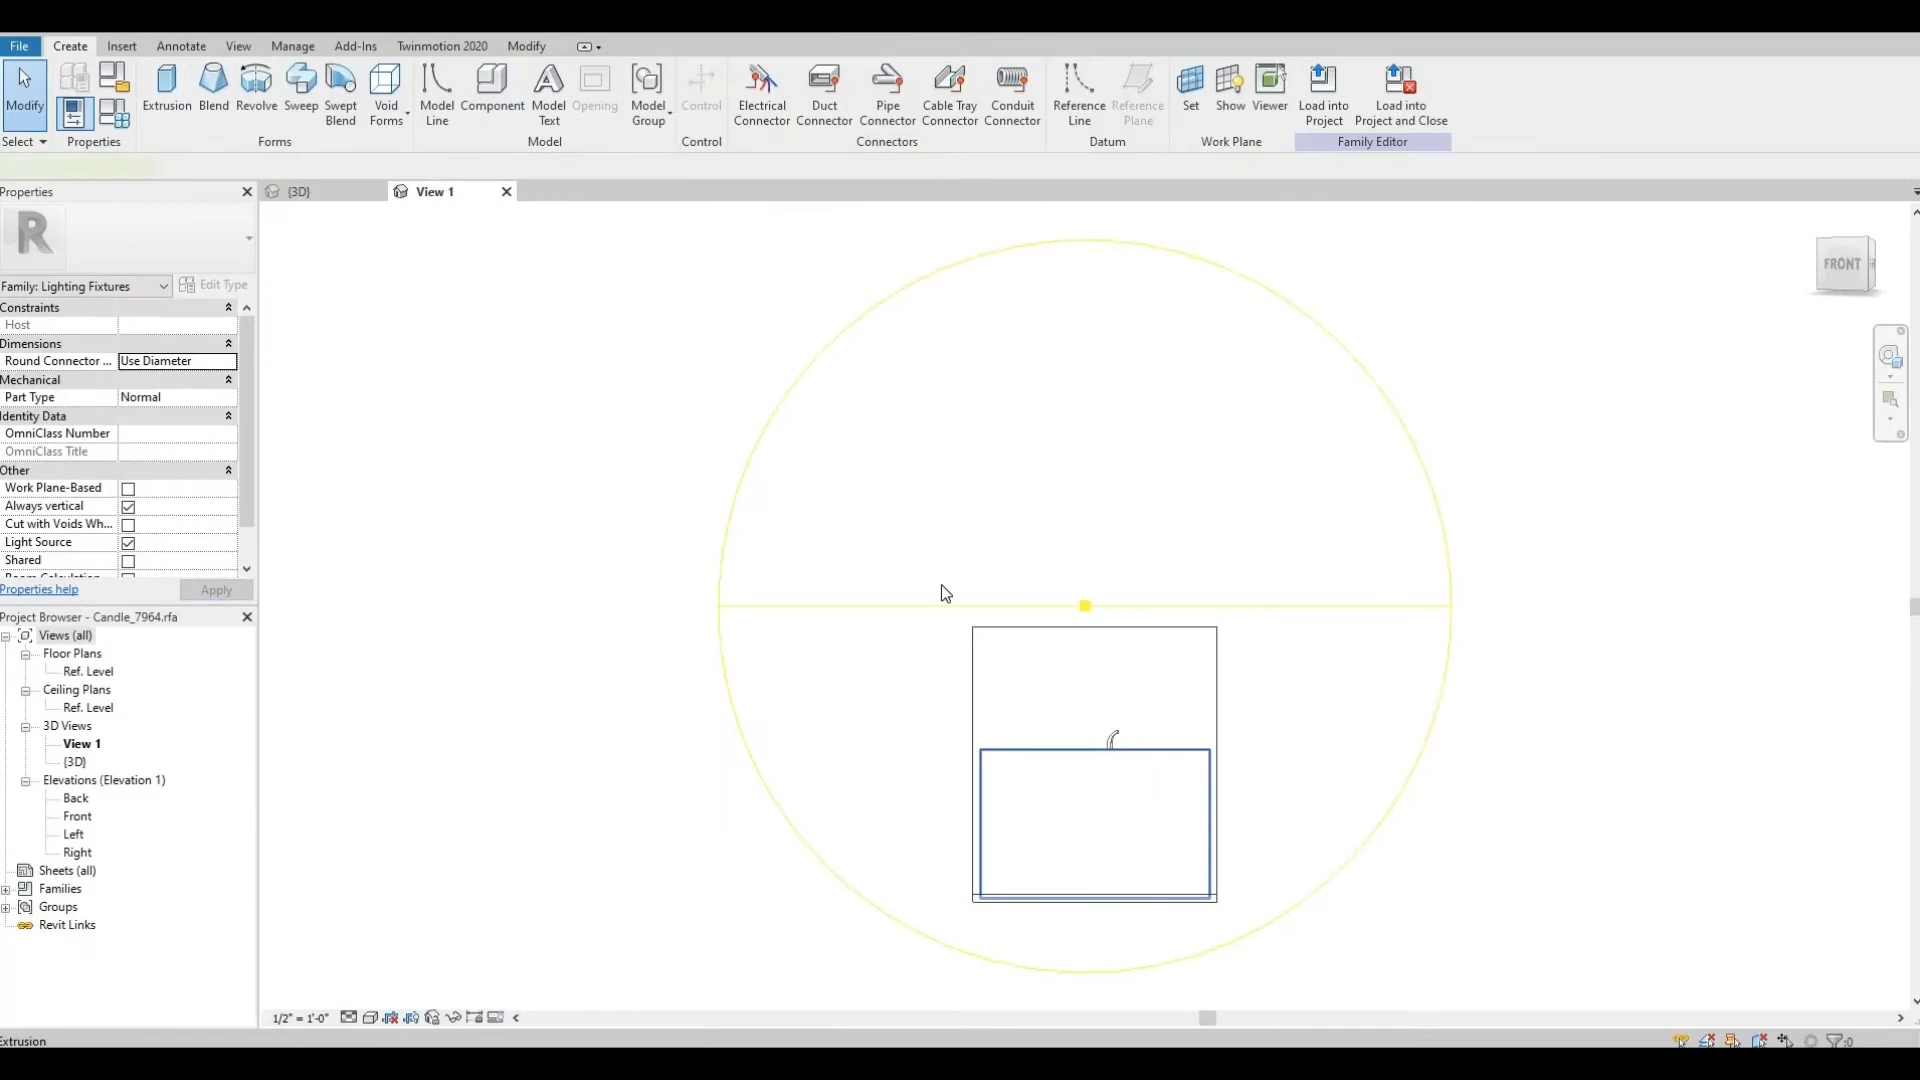 File Create Insert Annotate View Manage Add-Ins Twinmotion 2020 Modify
Modify Extrusion Blend Revolve Sweep Swept Blend Void Forms Model Line Component Model Text Opening Model Group Control Electrical Connector Duct Connector Pipe Connector Cable Tray Connector Conduit Connector Reference Line Reference Plane Set Show Viewer Load into Project Load into Project and Close
Select Properties Forms Model Control Connectors Datum Work Plane Family Editor
Properties
{3D} View 1
R
FRONT
Family: Lighting Fixtures Edit Type
Constraints
Host
Dimensions
Round Connector ... Use Diameter
Mechanical
Part Type Normal
Identity Data
OmniClass Number
OmniClass Title
Other
Work Plane-Based
Always vertical
Cut with Voids Wh...
Light Source
Shared
Properties help Apply
Project Browser - Candle_7964.rfa
Views (all)
Floor Plans
Ref. Level
Ceiling Plans
Ref. Level
3D Views
View 1
{3D}
Elevations (Elevation 1)
Back
Front
Left
Right
Sheets (all)
Families
Groups
Revit Links
1/2" = 1'-0"
Extrusion
:0